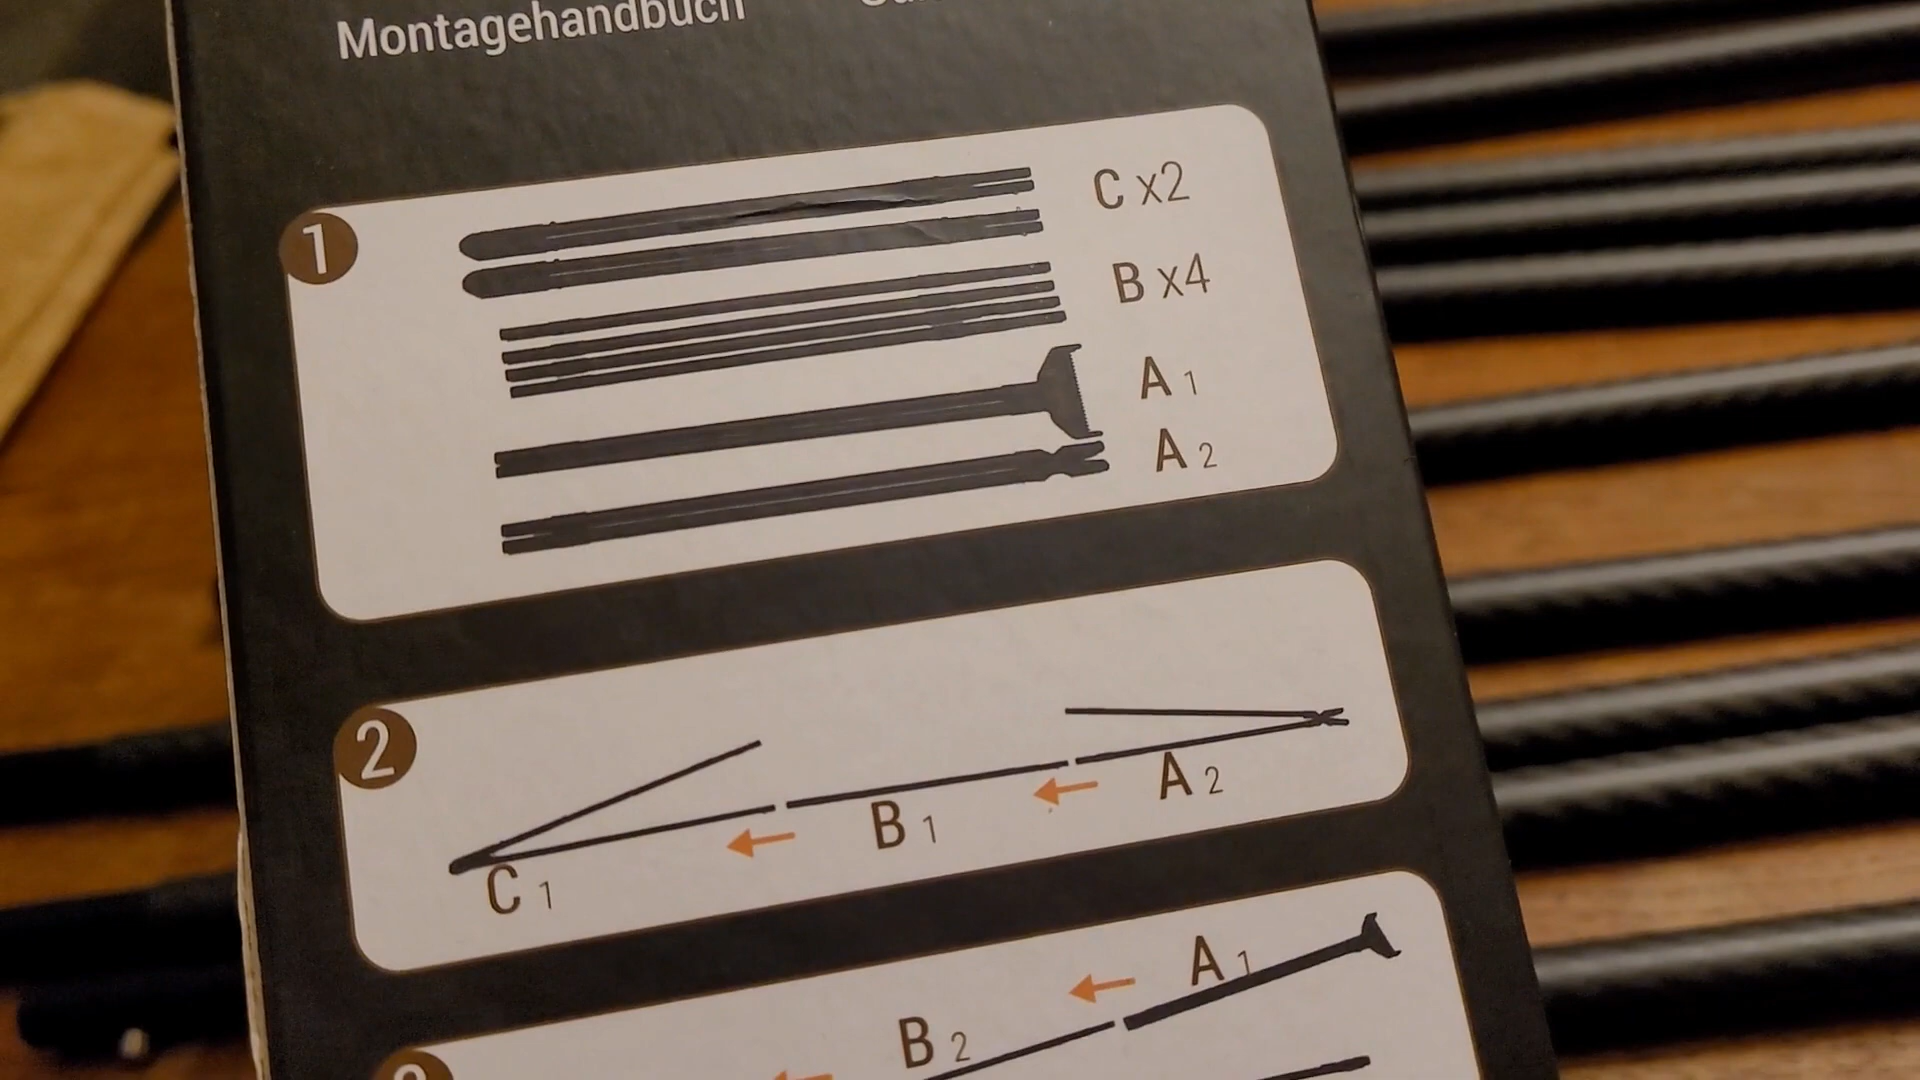 Montagehandbuch
1
C x2
B x4
A 1
A 2
2
A 2
B 1
C 1
A 1
B 2